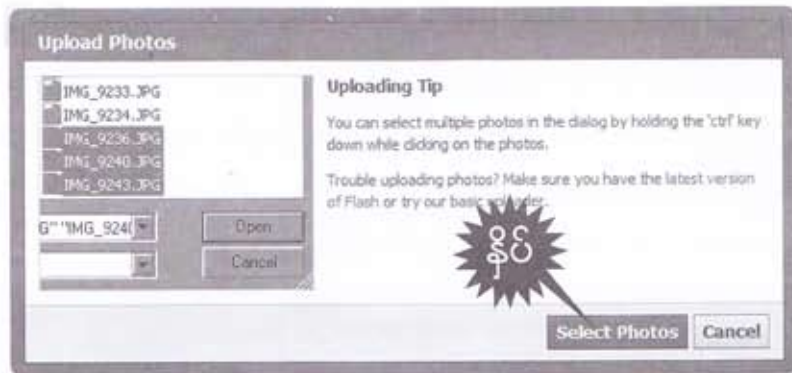 Upload Photos
IMG_9233.JPG
IMG_9234.JPG
IMG_9236.JPG
IMG_9240.JPG
IMG_9243.JPG
G" "IMG_924(
Open
Cancel
Uploading Tip
You can select multiple photos in the dialog by holding the 'ctrl' key
down while clicking on the photos.
Trouble uploading photos? Make sure you have the latest version
of Flash or try our basic uploader.
Select Photos
Cancel